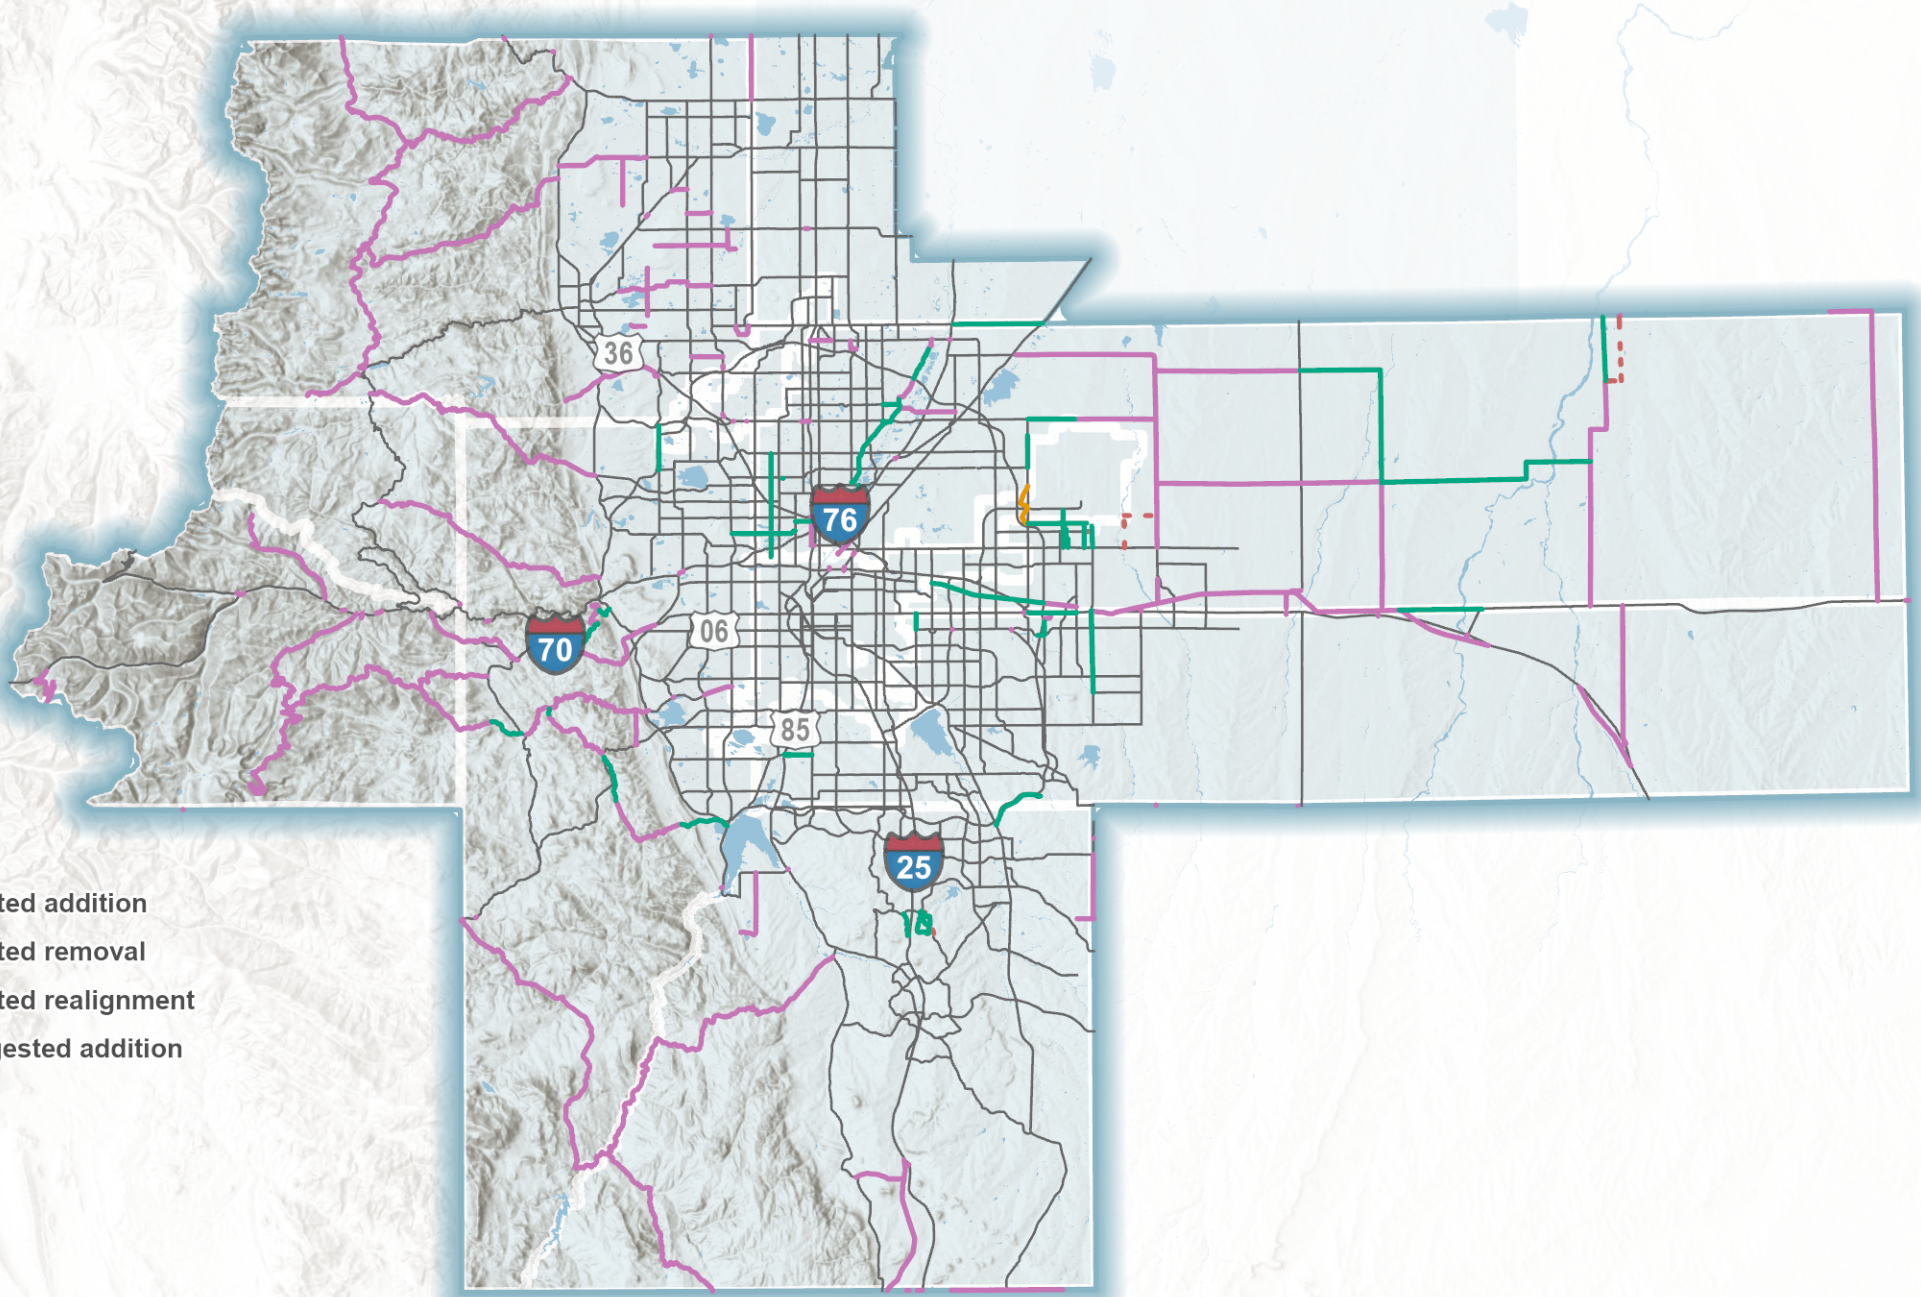 36
76
70
06
85
25
ted addition
ted removal
ted realignment
gested addition